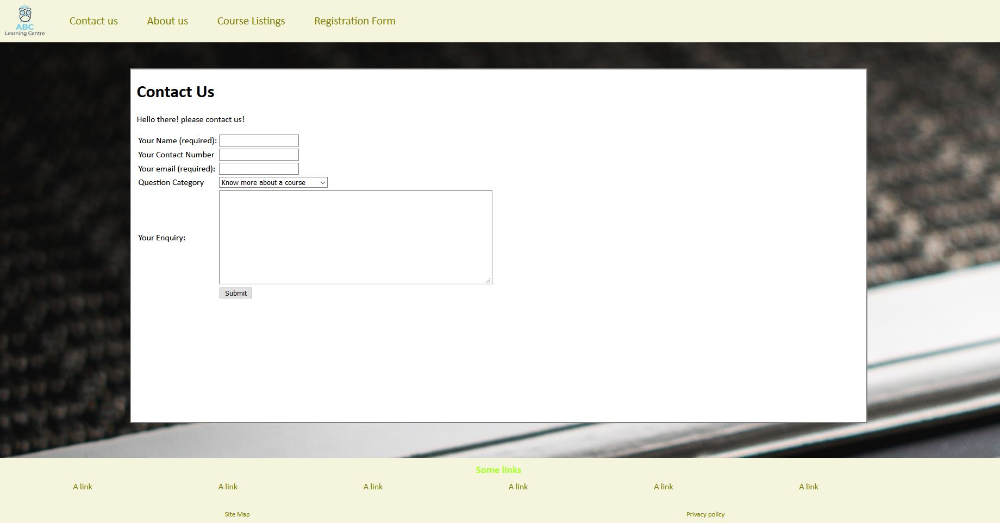 ABC
Learning Centre
Contact us About us Course Listings Registration Form
Contact Us
Hello there! please contact us!
Your Name (required):
Your Contact Number
Your email (required):
Question Category Know more about a course
Your Enquiry:
Submit
Some links
A link A link A link A link A link A link
Site Map Privacy policy